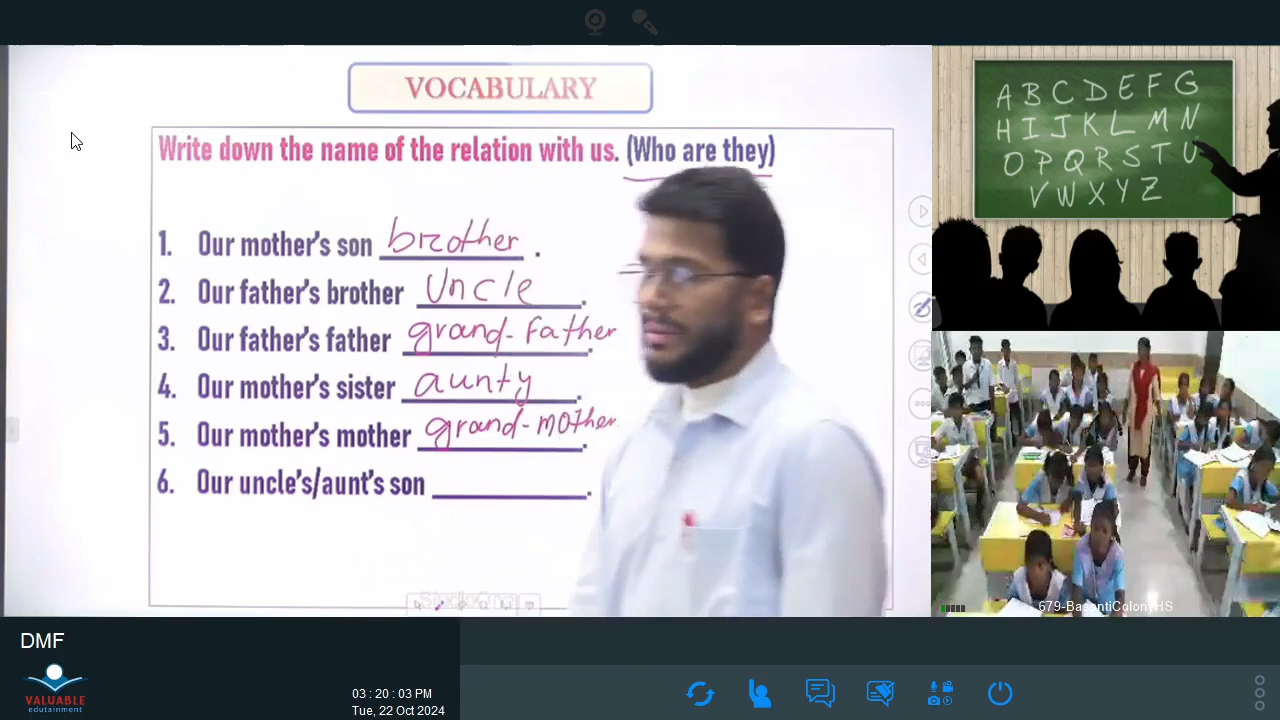 VOCABULARY
Write down the name of the relation with us. (Who are they)
1. Our mother's son brother .
2. Our father's brother Uncle .
3. Our father's father grand-father .
4. Our mother's sister aunty .
5. Our mother's mother grand-mother .
6. Our uncle's/aunt's son ____________.
A B C D E F G
H I J K L M N
O P Q R S T U
V W X Y Z
679-BasantiColonyHS
DMF
VALUABLE
edutainment
03 : 20 : 03 PM
Tue, 22 Oct 2024